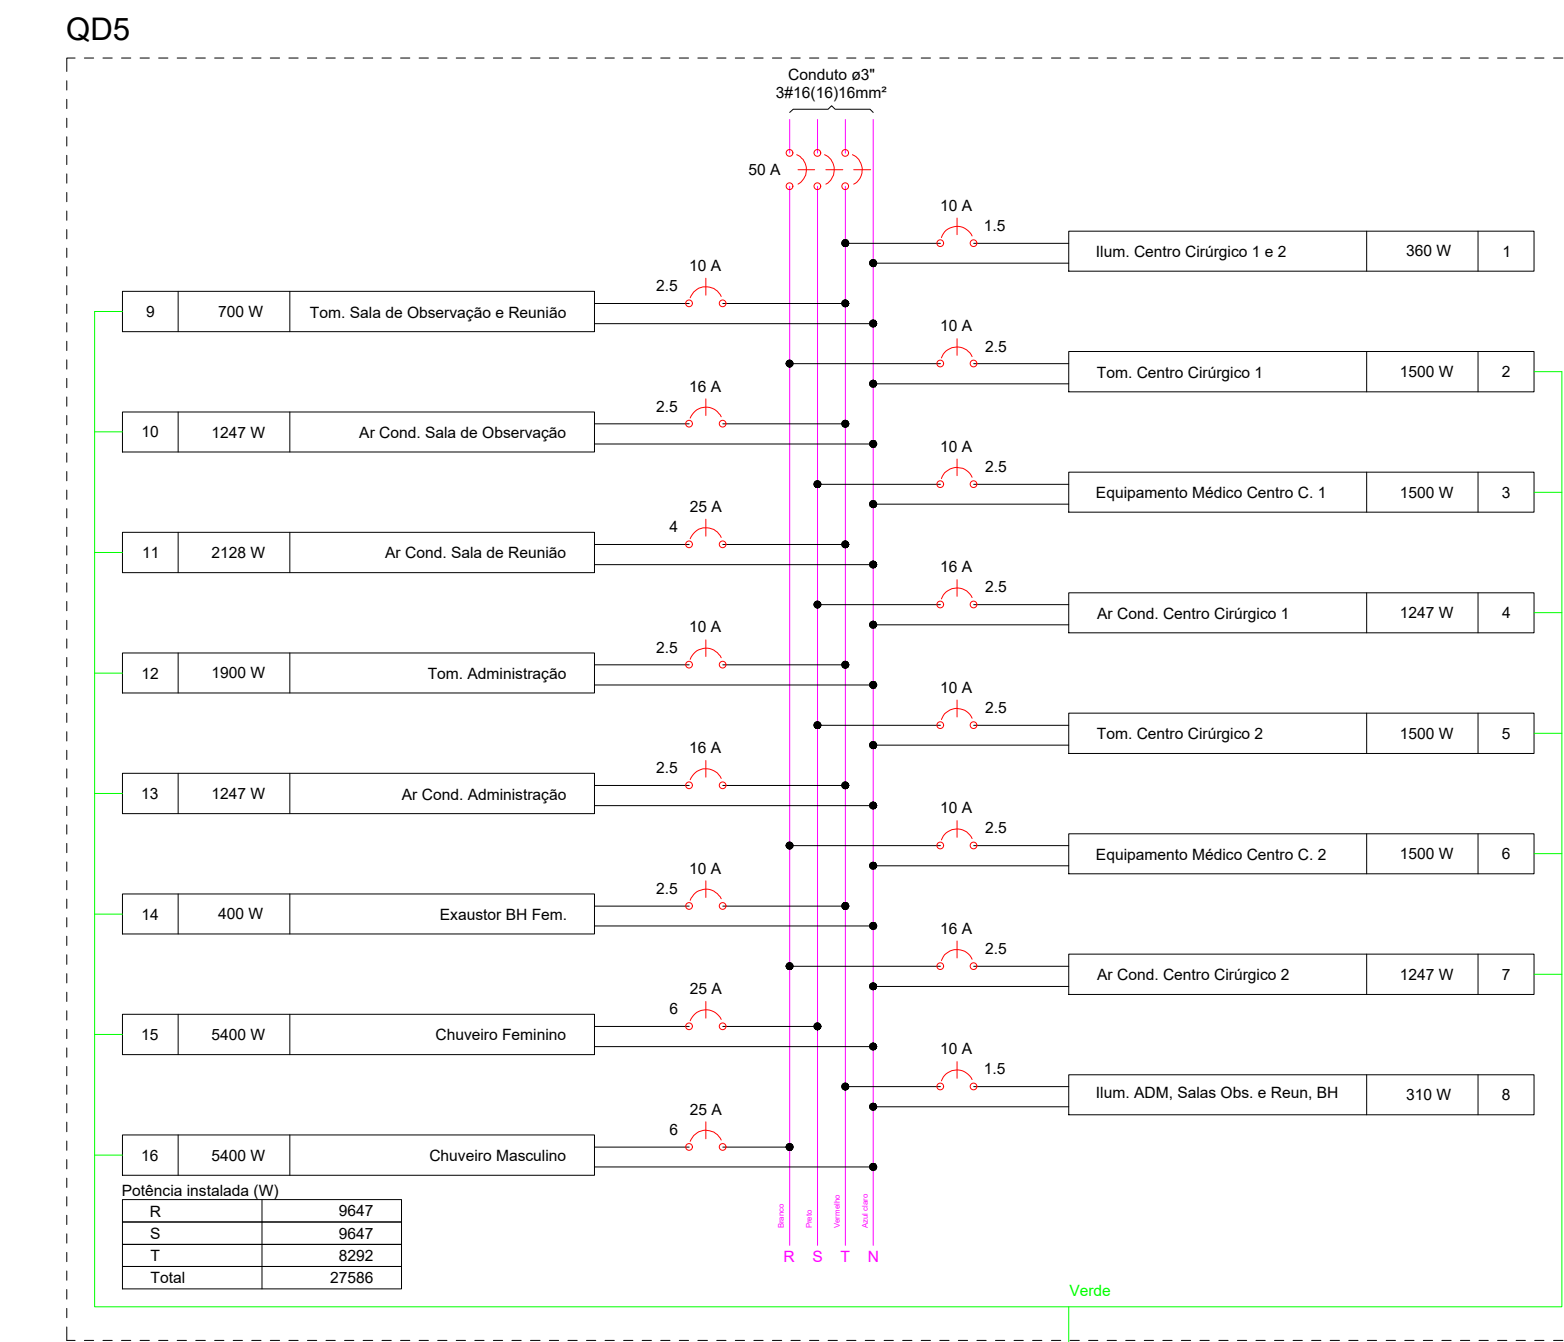 QD5
Conduto ø3"
3#16(16)16mm²
50 A
10 A
1.5
Ilum. Centro Cirúrgico 1 e 2 360 W 1
10 A
2.5
9 700 W Tom. Sala de Observação e Reunião
10 A
2.5
Tom. Centro Cirúrgico 1 1500 W 2
16 A
2.5
10 1247 W Ar Cond. Sala de Observação
10 A
2.5
Equipamento Médico Centro C. 1 1500 W 3
25 A
4
11 2128 W Ar Cond. Sala de Reunião
16 A
2.5
Ar Cond. Centro Cirúrgico 1 1247 W 4
10 A
2.5
12 1900 W Tom. Administração
10 A
2.5
Tom. Centro Cirúrgico 2 1500 W 5
16 A
2.5
13 1247 W Ar Cond. Administração
10 A
2.5
Equipamento Médico Centro C. 2 1500 W 6
10 A
2.5
14 400 W Exaustor BH Fem.
16 A
2.5
Ar Cond. Centro Cirúrgico 2 1247 W 7
25 A
6
15 5400 W Chuveiro Feminino
10 A
1.5
Ilum. ADM, Salas Obs. e Reun, BH 310 W 8
25 A
6
16 5400 W Chuveiro Masculino
Potência instalada (W)
R 9647
S 9647
T 8292
Total 27586
Branco Preto Vermelho Azul claro
R S T N
Verde